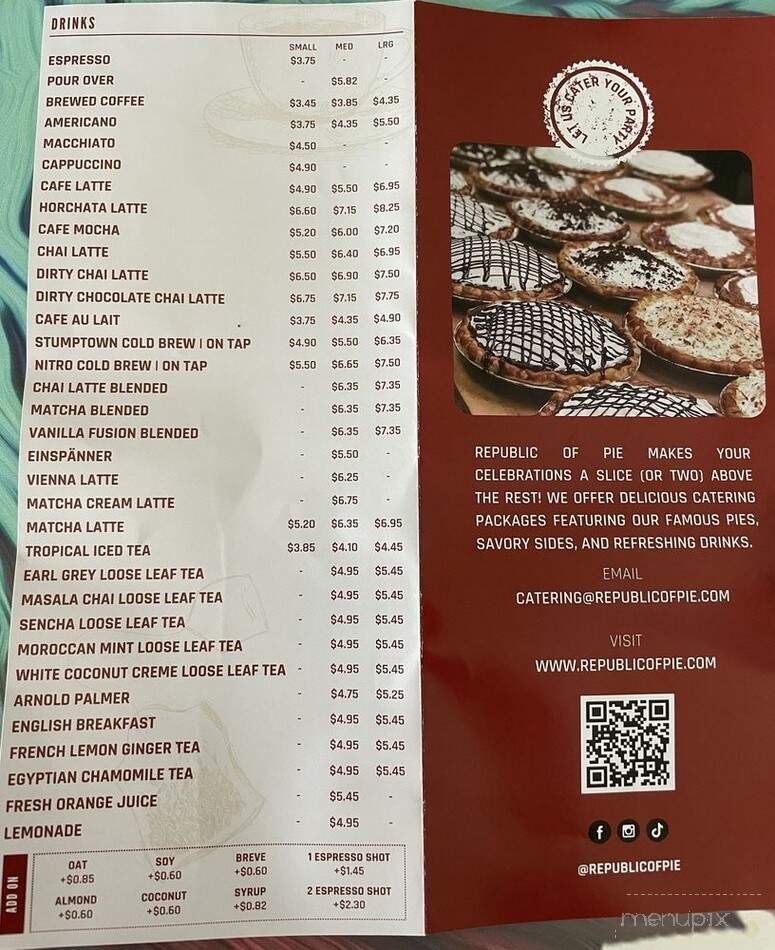 DRINKS
SMALL MED LRG
ESPRESSO $3.75 - -
POUR OVER - $5.82 -
BREWED COFFEE $3.45 $3.85 $4.35
AMERICANO $3.75 $4.35 $5.50
MACCHIATO $4.50 - -
CAPPUCCINO $4.90 - -
CAFE LATTE $4.90 $5.50 $6.95
HORCHATA LATTE $6.60 $7.15 $8.25
CAFE MOCHA $5.20 $6.00 $7.20
CHAI LATTE $5.50 $6.40 $6.95
DIRTY CHAI LATTE $6.50 $6.90 $7.50
DIRTY CHOCOLATE CHAI LATTE $6.75 $7.15 $7.75
CAFE AU LAIT $3.75 $4.35 $4.90
STUMPTOWN COLD BREW | ON TAP $4.90 $5.50 $6.35
NITRO COLD BREW | ON TAP $5.50 $6.65 $7.50
CHAI LATTE BLENDED - $6.35 $7.35
MATCHA BLENDED - $6.35 $7.35
VANILLA FUSION BLENDED - $6.35 $7.35
EINSPÄNNER - $5.50 -
VIENNA LATTE - $6.25 -
MATCHA CREAM LATTE - $6.75 -
MATCHA LATTE $5.20 $6.35 $6.95
TROPICAL ICED TEA $3.85 $4.10 $4.45
EARL GREY LOOSE LEAF TEA - $4.95 $5.45
MASALA CHAI LOOSE LEAF TEA - $4.95 $5.45
SENCHA LOOSE LEAF TEA - $4.95 $5.45
MOROCCAN MINT LOOSE LEAF TEA - $4.95 $5.45
WHITE COCONUT CREME LOOSE LEAF TEA - $4.95 $5.45
ARNOLD PALMER - $4.75 $5.25
ENGLISH BREAKFAST - $4.95 $5.45
FRENCH LEMON GINGER TEA - $4.95 $5.45
EGYPTIAN CHAMOMILE TEA - $4.95 $5.45
FRESH ORANGE JUICE - $5.45 -
LEMONADE - $4.95 -
ADD ON
OAT SOY BREVE 1 ESPRESSO SHOT
+$0.85 +$0.60 +$0.60 +$1.45
ALMOND COCONUT SYRUP 2 ESPRESSO SHOT
+$0.60 +$0.60 +$0.82 +$2.30
LET US CATER YOUR PARTY
REPUBLIC OF PIE MAKES YOUR
CELEBRATIONS A SLICE (OR TWO) ABOVE
THE REST! WE OFFER DELICIOUS CATERING
PACKAGES FEATURING OUR FAMOUS PIES,
SAVORY SIDES, AND REFRESHING DRINKS.
EMAIL
CATERING@REPUBLICOFPIE.COM
VISIT
WWW.REPUBLICOFPIE.COM
@REPUBLICOFPIE
menupix